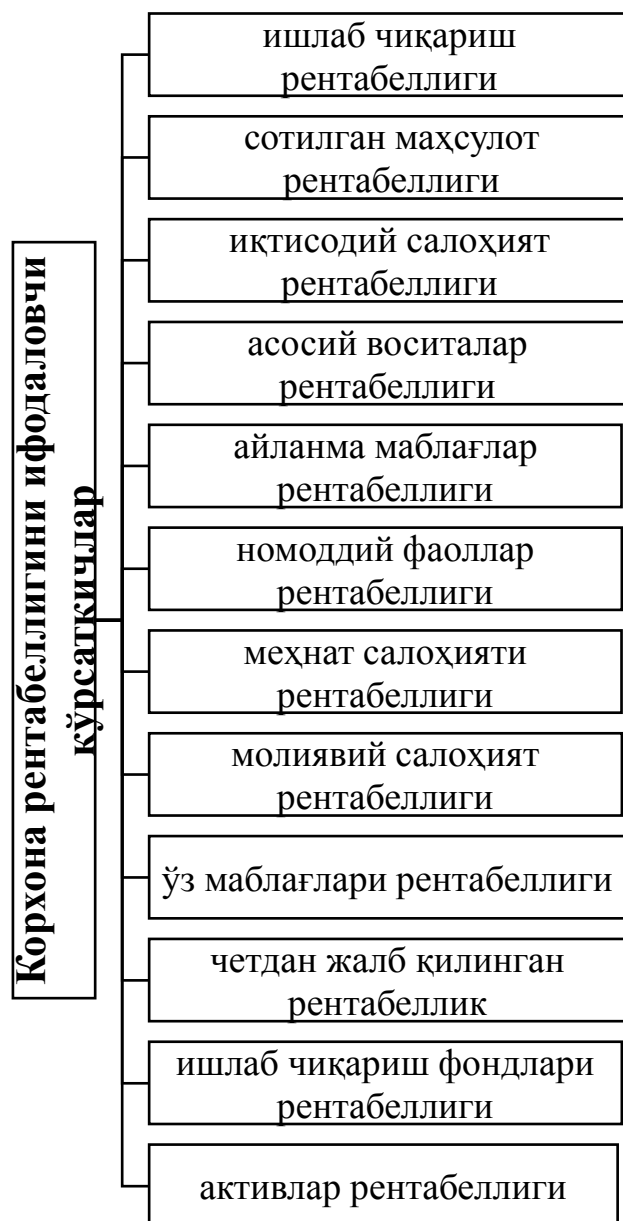 Корхона рентабеллигини ифодаловчи
кўрсаткичлар
ишлаб чиқариш
рентабеллиги
сотилган маҳсулот
рентабеллиги
иқтисодий салоҳият
рентабеллиги
асосий воситалар
рентабеллиги
айланма маблағлар
рентабеллиги
номоддий фаоллар
рентабеллиги
меҳнат салоҳияти
рентабеллиги
молиявий салоҳият
рентабеллиги
ўз маблағлари рентабеллиги
четдан жалб қилинган
рентабеллик
ишлаб чиқариш фондлари
рентабеллиги
активлар рентабеллиги